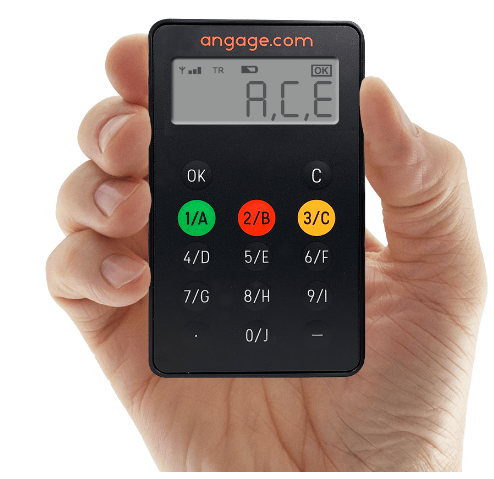 angage.com
TR OK
A,C,E
OK C
1/A 2/B 3/C
4/D 5/E 6/F
7/G 8/H 9/I
. 0/J —